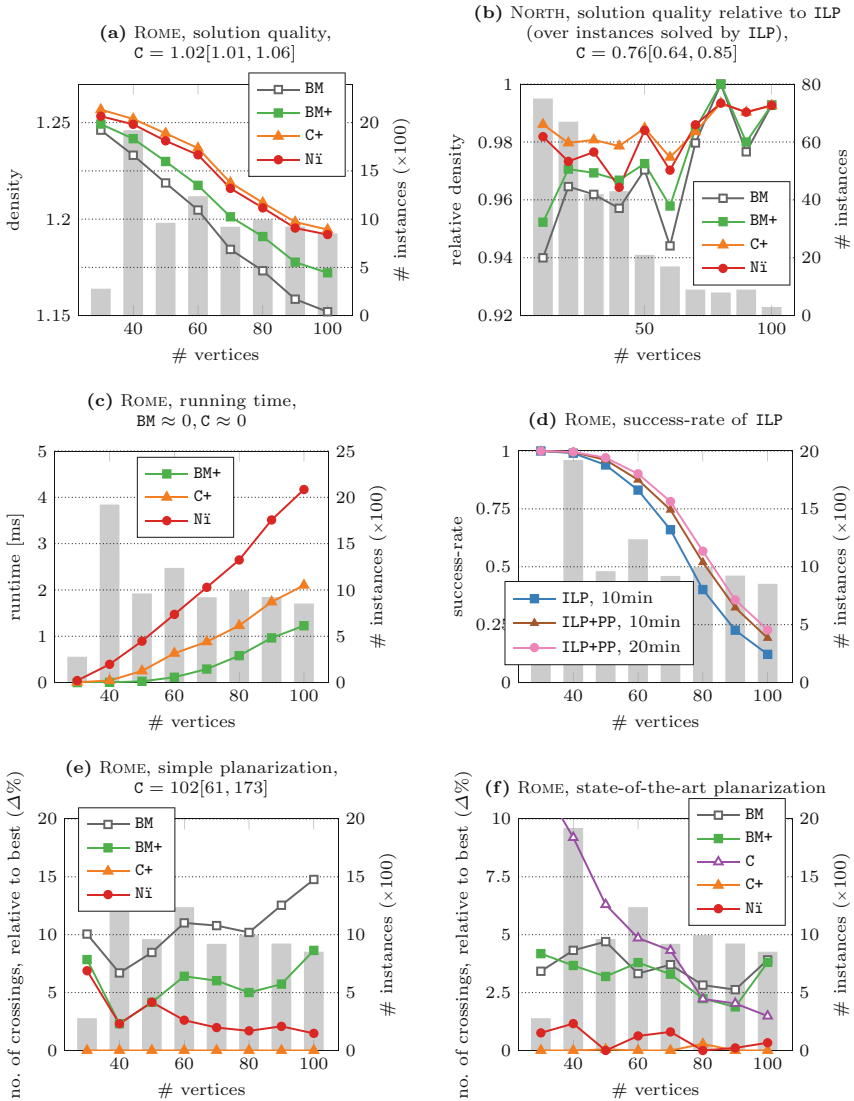 (a) Rome, solution quality,
C = 1.02[1.01, 1.06]
density
1.25
1.2
1.15
20
15
10
5
0
# instances (×100)
40 60 80 100
# vertices
BM
BM+
C+
Nï
(b) North, solution quality relative to ILP
(over instances solved by ILP),
C = 0.76[0.64, 0.85]
relative density
1
0.98
0.96
0.94
0.92
80
60
40
20
0
# instances
50 100
# vertices
BM
BM+
C+
Nï
(c) Rome, running time,
BM ≈ 0, C ≈ 0
runtime [ms]
5
4
3
2
1
0
25
20
15
10
5
0
# instances (×100)
40 60 80 100
# vertices
BM+
C+
Nï
(d) Rome, success-rate of ILP
success-rate
1
0.75
0.5
0.25
0
20
15
10
5
0
# instances (×100)
40 60 80 100
# vertices
ILP, 10min
ILP+PP, 10min
ILP+PP, 20min
(e) Rome, simple planarization,
C = 102[61, 173]
no. of crossings, relative to best (Δ%)
20
15
10
5
0
20
15
10
5
0
# instances (×100)
40 60 80 100
# vertices
BM
BM+
C+
Nï
(f) Rome, state-of-the-art planarization
no. of crossings, relative to best (Δ%)
10
7.5
5
2.5
0
20
15
10
5
0
# instances (×100)
40 60 80 100
# vertices
BM
BM+
C
C+
Nï